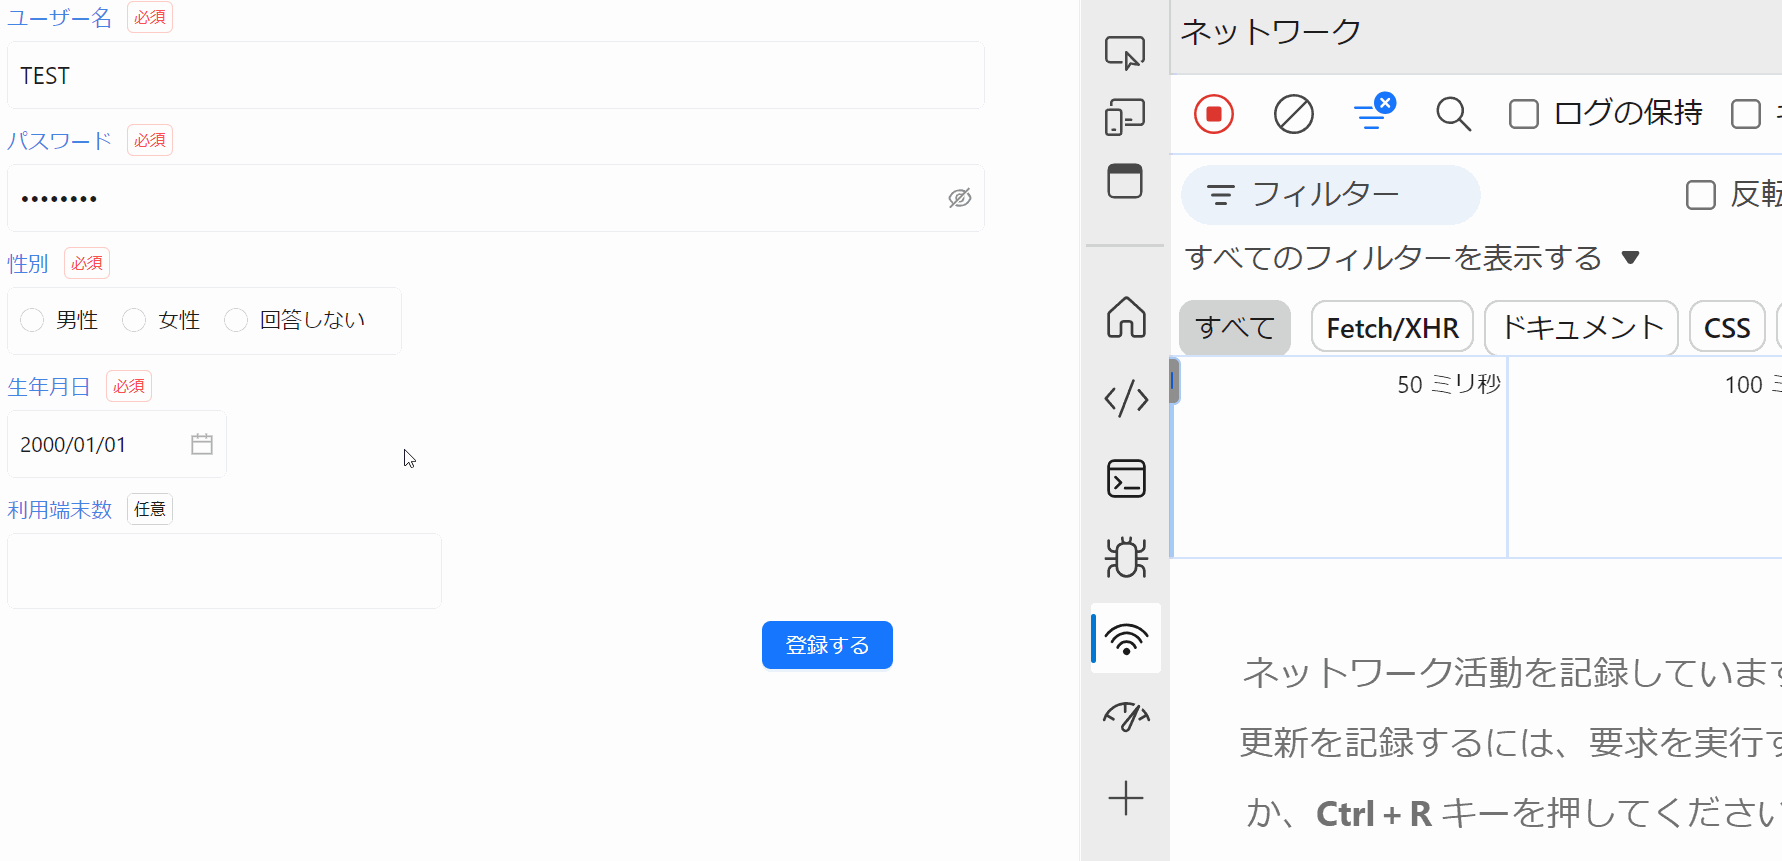 ユーザー名 必須
TEST
パスワード 必須
••••••••
性別 必須
男性 女性 回答しない
生年月日 必須
2000/01/01
利用端末数 任意
登録する
ネットワーク
ログの保持
フィルター
反転
すべてのフィルターを表示する
すべて Fetch/XHR ドキュメント CSS
50 ミリ秒
100 ミ
ネットワーク活動を記録しています
更新を記録するには、要求を実行す
か、Ctrl + R キーを押してください